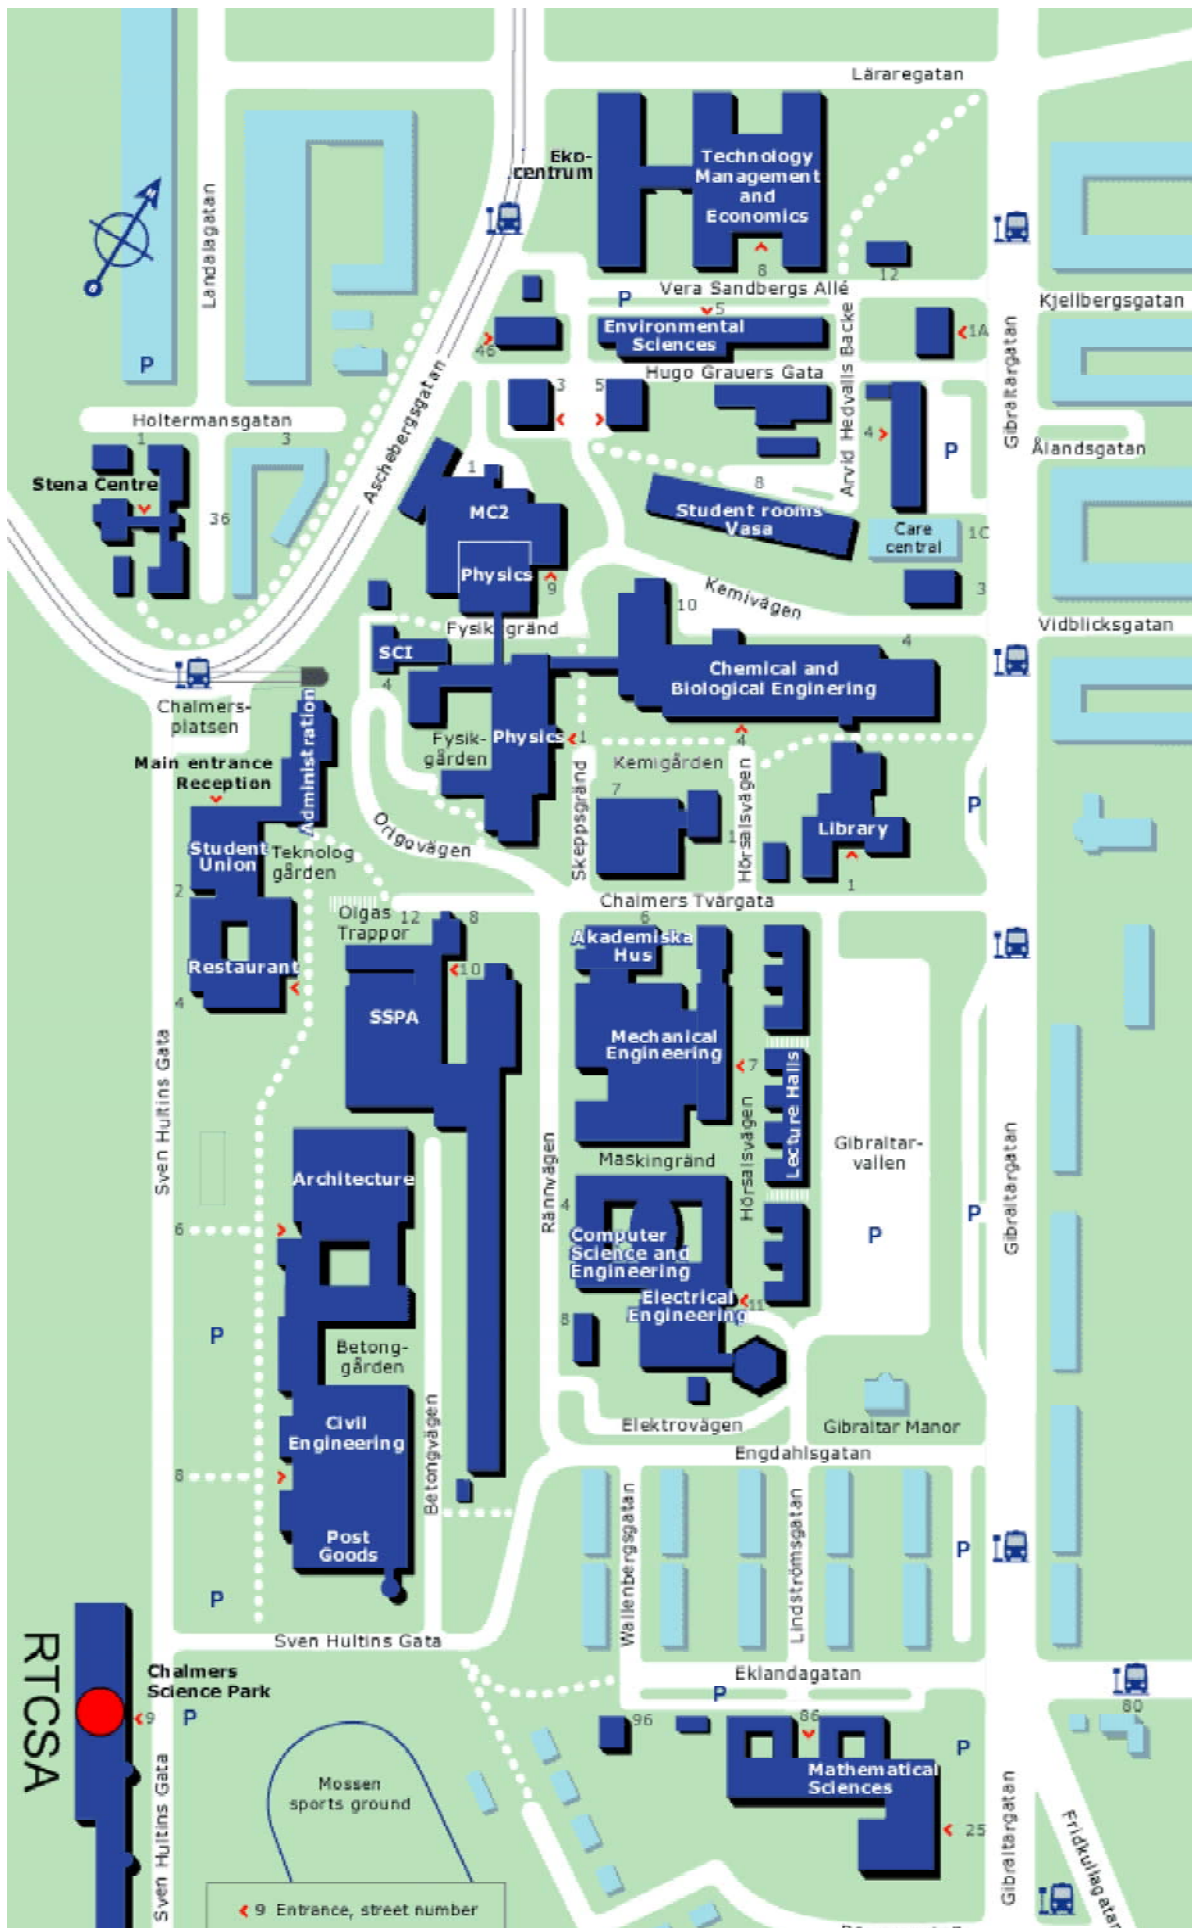 Läraregatan
Eko-
centrum
Technology
Management
and
Economics
8
12
N
Landalagatan
Vera Sandbergs Allé
P
5
Environmental
Sciences
46
1A
Kjellbergsgatan
Gibraltargatan
Arvid Hedvalls Backe
Hugo Grauers Gata
P
3
5
4
P
Ålandsgatan
Holtermansgatan
1
3
Stena Centre
36
Aschebergsgatan
1
MC2
Physics
9
8
Student rooms
Vasa
Care
central
1C
3
Kemivägen
10
4
Vidblicksgatan
Fysikgränd
SCI
4
Chemical and
Biological Enginering
Chalmers-
platsen
Administration
Fysik-
gården
Physics
1
4
Kemigården
Main entrance
Reception
Skeppsgränd
7
Hörsalsvägen
1
Library
1
P
Origovägen
Student
Union
Teknolog
gården
2
Chalmers Tvärgata
Olgas
Trappor
12
8
6
Akademiska
Hus
Restaurant
10
4
SSPA
Mechanical
Engineering
7
Lecture Halls
Sven Hultins Gata
Rännvägen
Hörsalsvägen
Gibraltar-
vallen
Gibraltargatan
Maskingränd
Architecture
4
6
P
P
Computer
Science and
Engineering
Electrical
Engineering
11
8
P
Betong-
gården
Elektrovägen
Gibraltar Manor
Civil
Engineering
Betongvägen
Engdahlsgatan
8
Wallenbergsgatan
Lindströmsgatan
Post
Goods
P
P
Sven Hultins Gata
RTCSA
Chalmers
Science Park
9
P
Eklandagatan
P
80
96
86
Mathematical
Sciences
P
25
Mossen
sports ground
Sven Hultins Gata
Gibraltargatan
Fridkullagatan
9 Entrance, street number